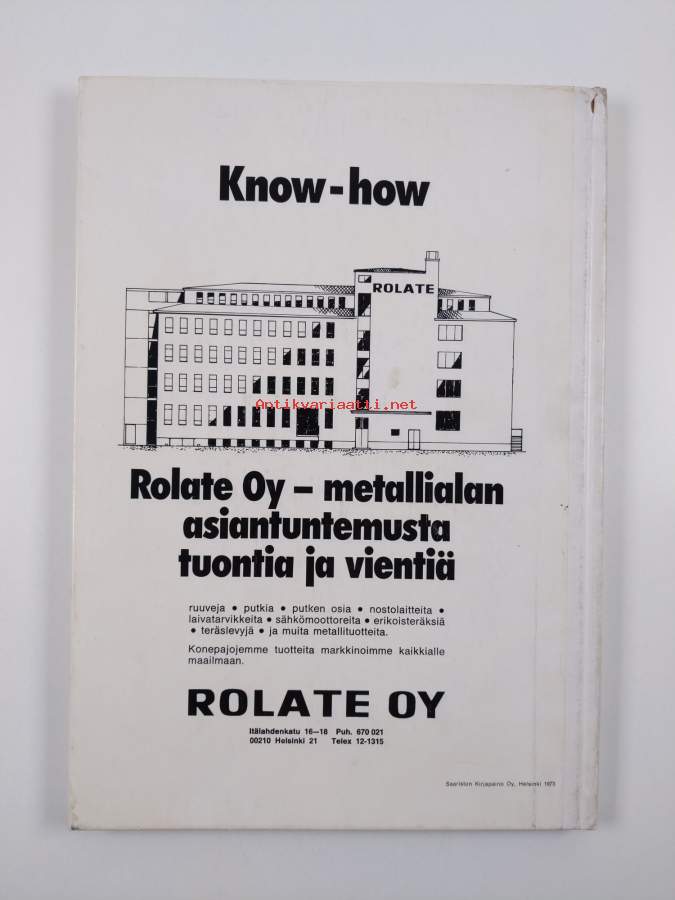 Know-how
ROLATE
Antikvariaatti.net
Rolate Oy – metallialan
asiantuntemusta
tuontia ja vientiä
ruuveja • putkia • putken osia • nostolaitteita •
laivatarvikkeita • sähkömoottoreita • erikoisteräksiä
• teräslevyjä • ja muita metallituotteita.
Konepajojemme tuotteita markkinoimme kaikkialle
maailmaan.
ROLATE OY
Itälahdenkatu 16–18 Puh. 670 021
00210 Helsinki 21 Telex 12-1315
Saariston Kirjapaino Oy, Helsinki 1973